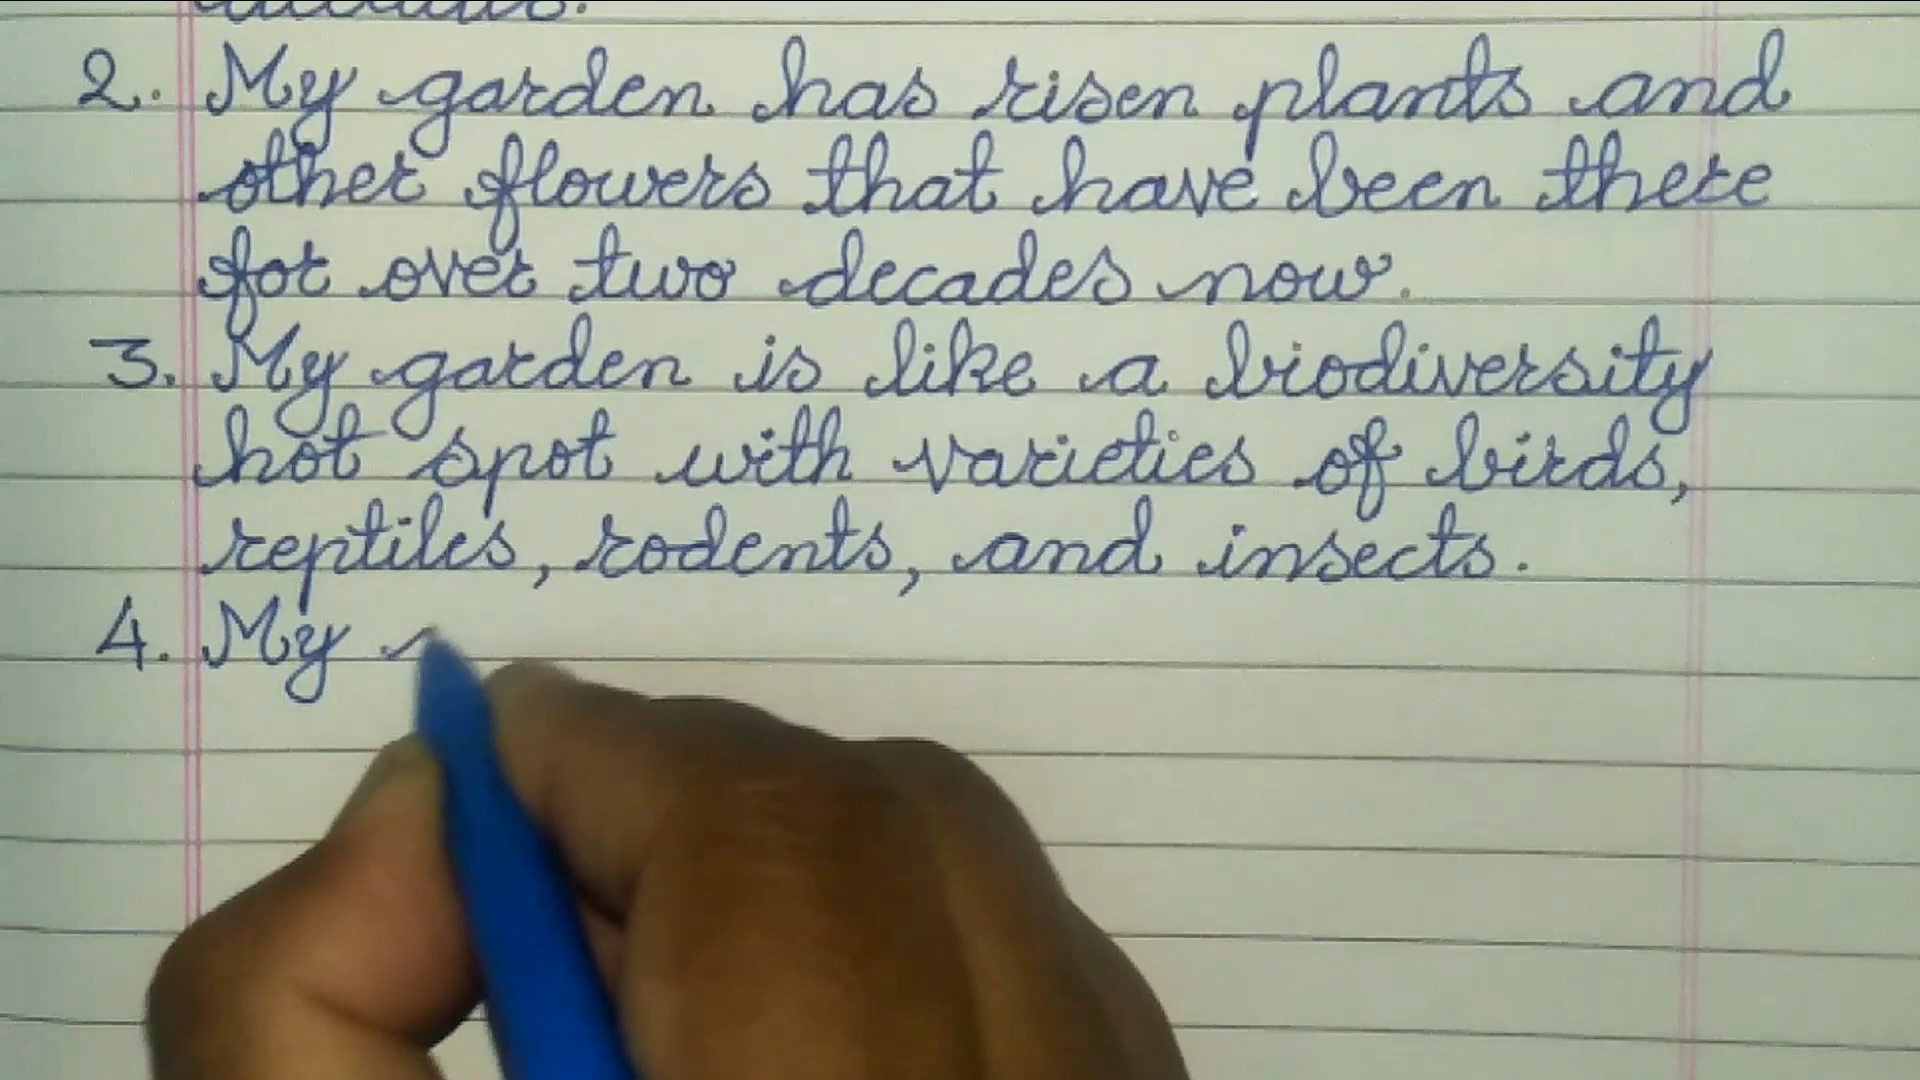 2. My garden has risen plants and
other flowers that have been there
for over two decades now.
3. My garden is like a biodiversity
hot spot with varieties of birds,
reptiles, rodents, and insects.
4. My